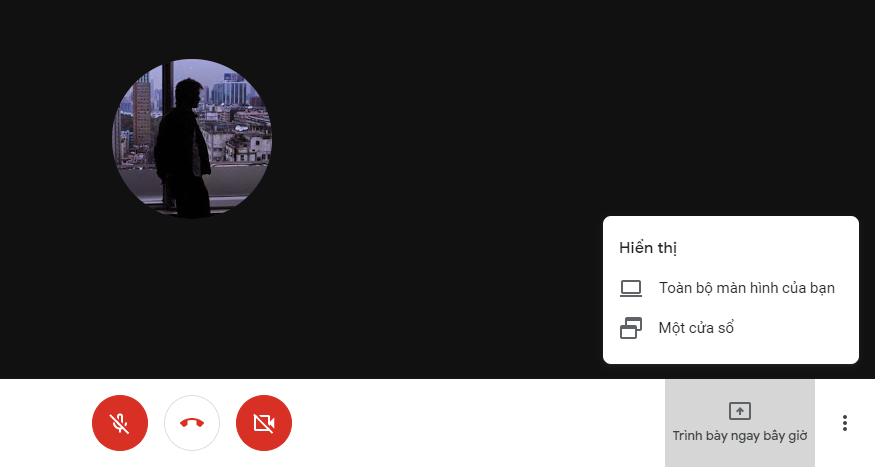 Hiển thị
Toàn bộ màn hình của bạn
Một cửa sổ
Trình bày ngay bây giờ